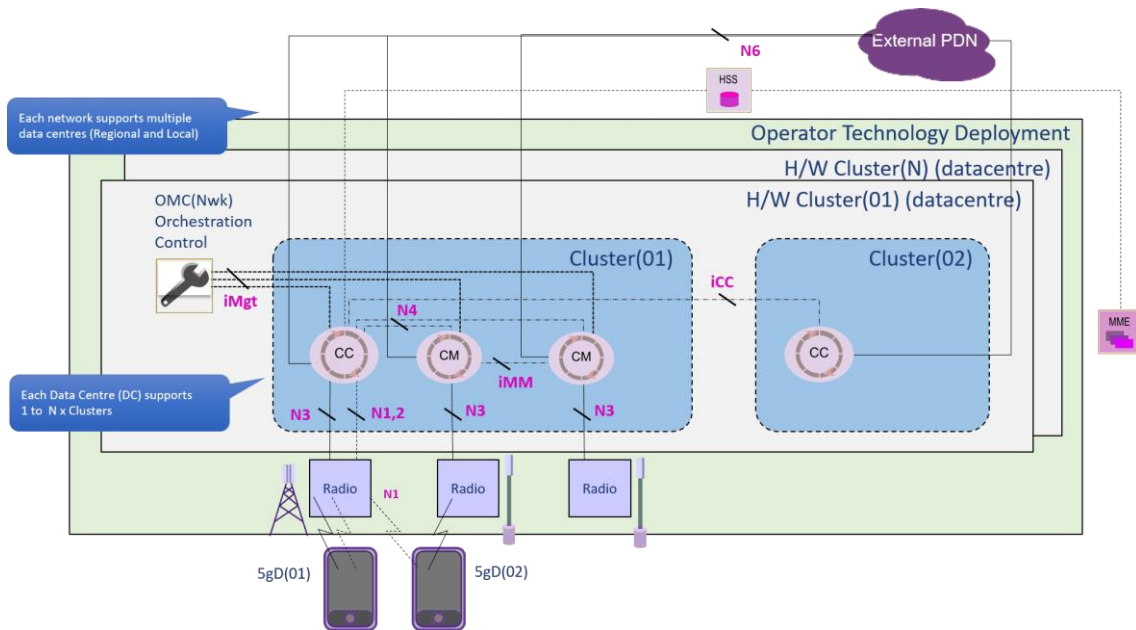 External PDN
N6
HSS
Each network supports multiple
data centres (Regional and Local)
Operator Technology Deployment
H/W Cluster(N) (datacentre)
H/W Cluster(01) (datacentre)
OMC(Nwk)
Orchestration
Control
Cluster(01)
Cluster(02)
iMgt
iCC
N4
MME
CC
CM
CM
CC
iMM
Each Data Centre (DC) supports
1 to N x Clusters
N3
N1,2
N3
N3
Radio
N1
Radio
Radio
5gD(01)
5gD(02)